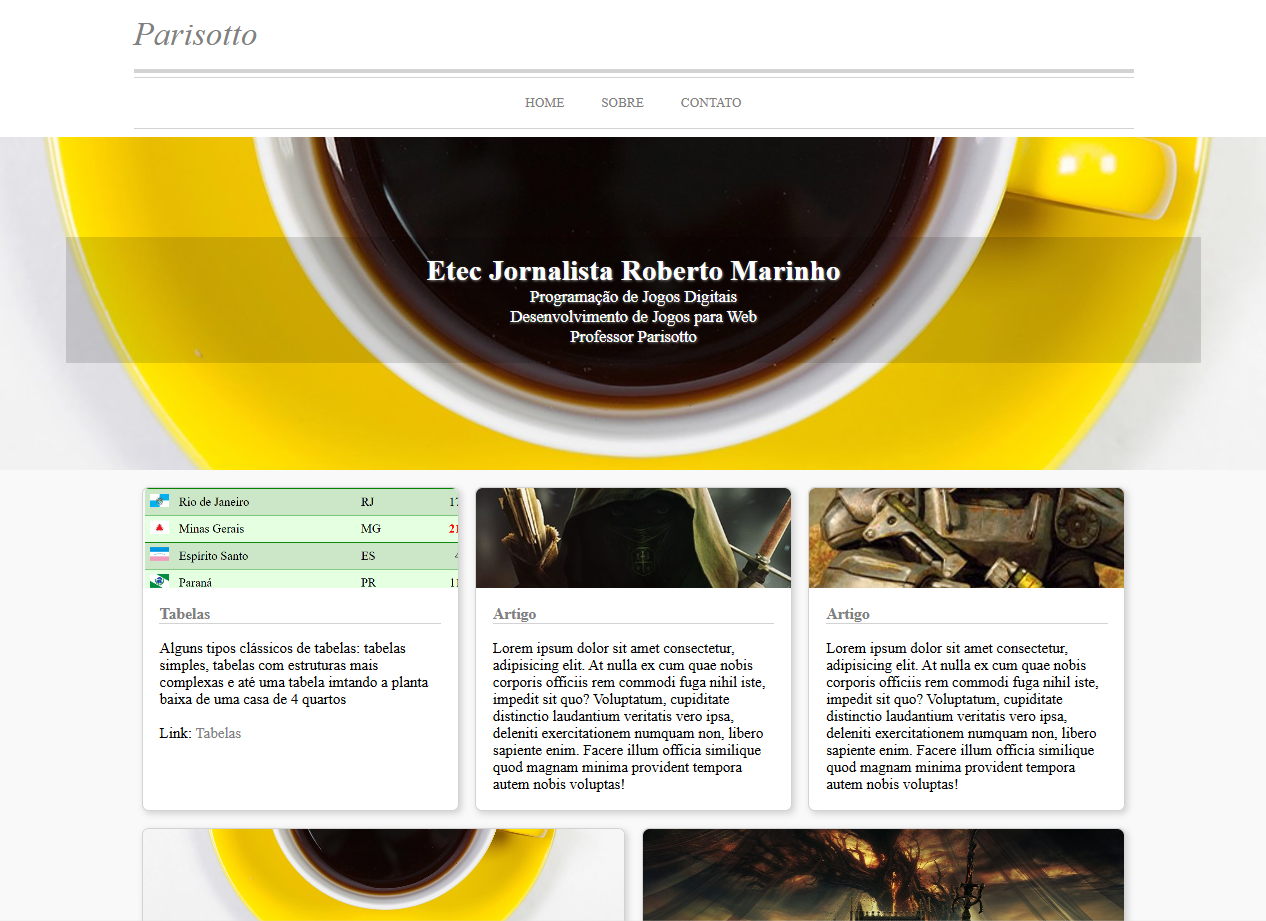 Parisotto
HOME SOBRE CONTATO
Etec Jornalista Roberto Marinho
Programação de Jogos Digitais
Desenvolvimento de Jogos para Web
Professor Parisotto
Rio de Janeiro RJ 17
Minas Gerais MG 21
Espirito Santo ES
Paraná PR 11
Tabelas
Alguns tipos clássicos de tabelas: tabelas
simples, tabelas com estruturas mais
complexas e até uma tabela imtando a planta
baixa de uma casa de 4 quartos
Link: Tabelas
Artigo
Lorem ipsum dolor sit amet consectetur,
adipisicing elit. At nulla ex cum quae nobis
corporis officiis rem commodi fuga nihil iste,
impedit sit quo? Voluptatum, cupiditate
distinctio laudantium veritatis vero ipsa,
deleniti exercitationem numquam non, libero
sapiente enim. Facere illum officia similique
quod magnam minima provident tempora
autem nobis voluptas!
Artigo
Lorem ipsum dolor sit amet consectetur,
adipisicing elit. At nulla ex cum quae nobis
corporis officiis rem commodi fuga nihil iste,
impedit sit quo? Voluptatum, cupiditate
distinctio laudantium veritatis vero ipsa,
deleniti exercitationem numquam non, libero
sapiente enim. Facere illum officia similique
quod magnam minima provident tempora
autem nobis voluptas!